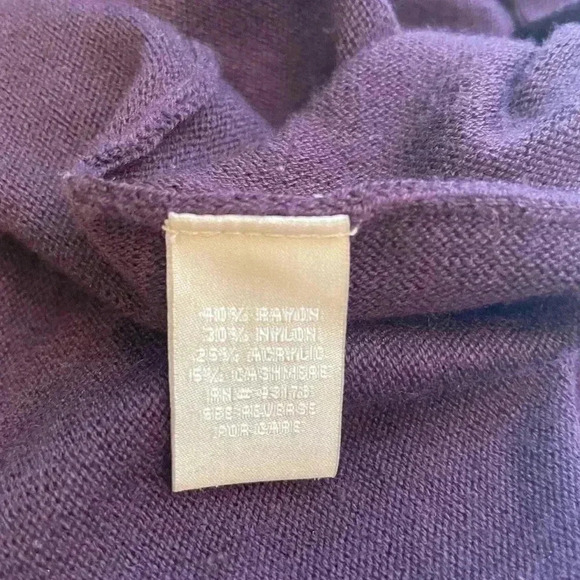 40% RAYON
30% NYLON
25% ACRYLIC
5% CASHMERE
RN #
SEE REVERSE
FOR CARE